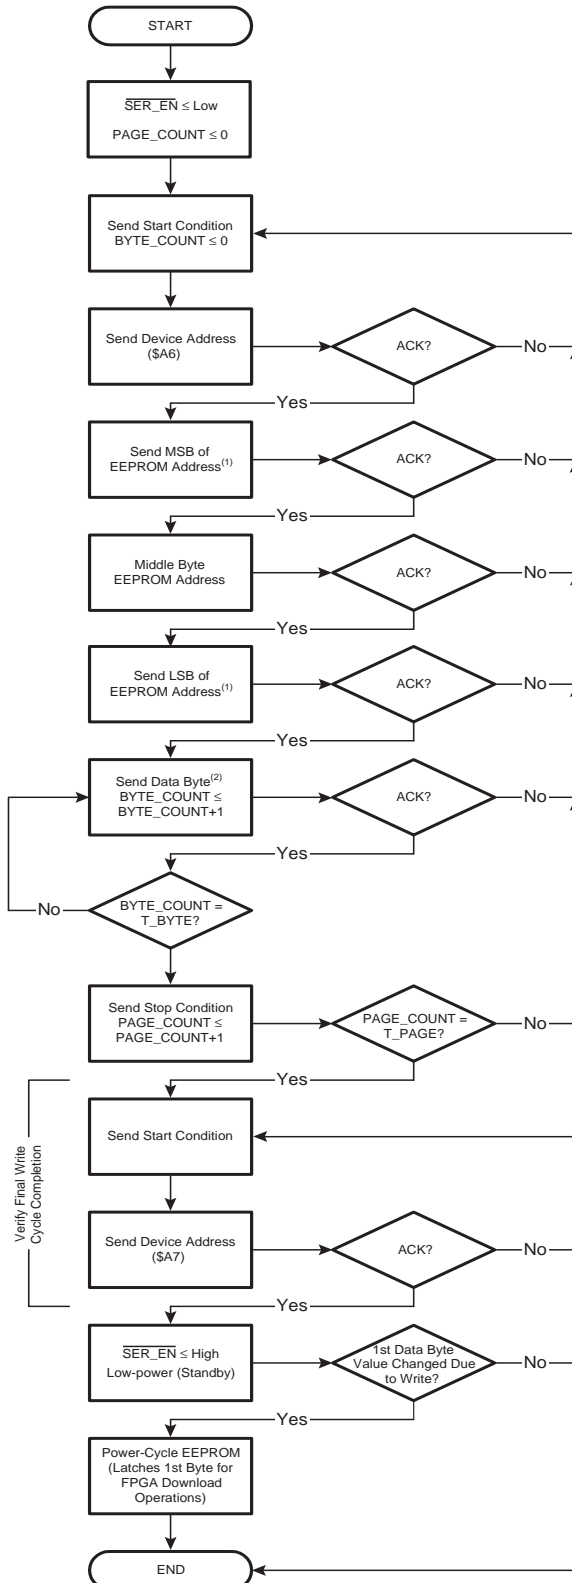 START
SER_EN ≤ Low
PAGE_COUNT ≤ 0
Send Start Condition
BYTE_COUNT ≤ 0
Send Device Address
($A6)
ACK?
No
Yes
Send MSB of
EEPROM Address(1)
ACK?
No
Yes
Middle Byte
EEPROM Address
ACK?
No
Yes
Send LSB of
EEPROM Address(1)
ACK?
No
Yes
Send Data Byte(2)
BYTE_COUNT ≤
BYTE_COUNT+1
ACK?
No
Yes
BYTE_COUNT =
T_BYTE?
No
Send Stop Condition
PAGE_COUNT ≤
PAGE_COUNT+1
PAGE_COUNT =
T_PAGE?
No
Yes
Verify Final Write
Cycle Completion
Send Start Condition
Send Device Address
($A7)
ACK?
No
Yes
SER_EN ≤ High
Low-power (Standby)
1st Data Byte
Value Changed Due
to Write?
No
Yes
Power-Cycle EEPROM
(Latches 1st Byte for
FPGA Download
Operations)
END